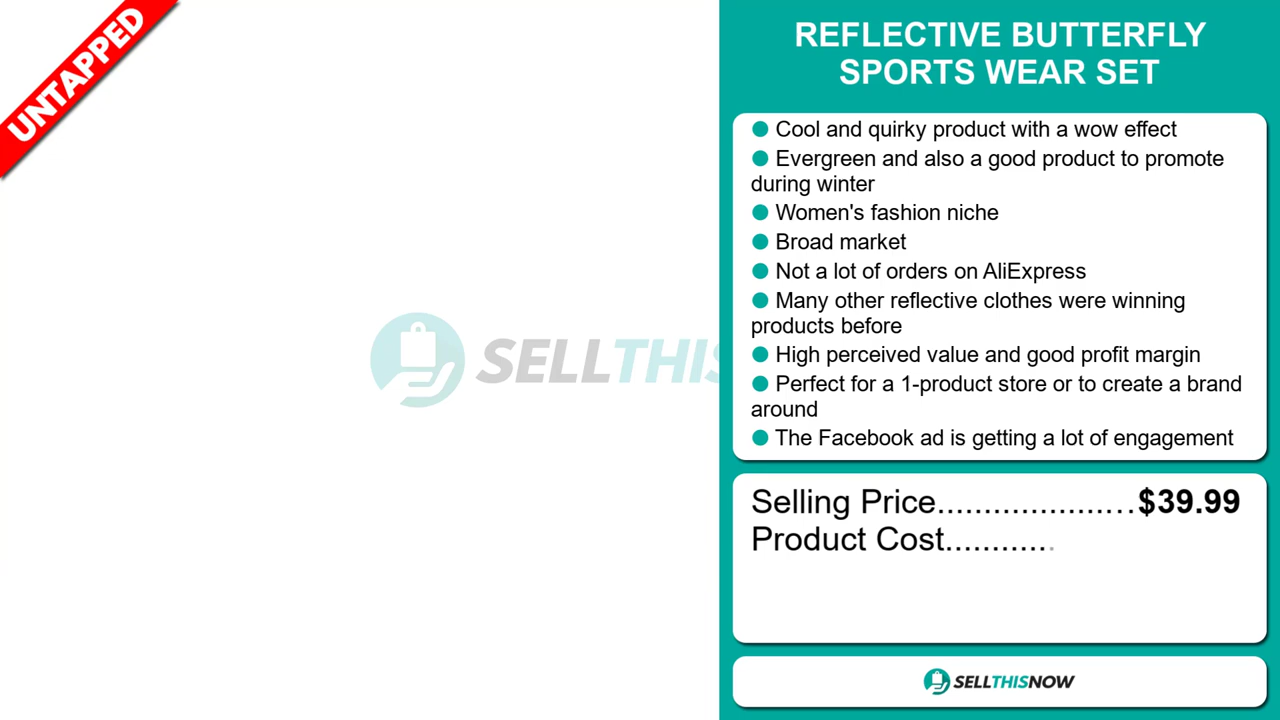 UNTAPPED
REFLECTIVE BUTTERFLY
SPORTS WEAR SET
● Cool and quirky product with a wow effect
● Evergreen and also a good product to promote
during winter
● Women's fashion niche
● Broad market
● Not a lot of orders on AliExpress
● Many other reflective clothes were winning
products before
● High perceived value and good profit margin
● Perfect for a 1-product store or to create a brand
around
● The Facebook ad is getting a lot of engagement
SELLTHIS
Selling Price.....................$39.99
Product Cost............
SELLTHISNOW